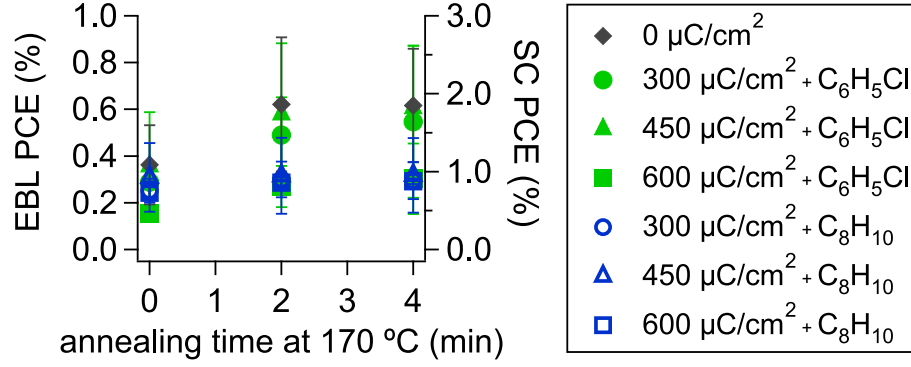 EBL PCE (%)
1.0
0.8
0.6
0.4
0.2
0.0
3.0
2.0
1.0
0.0
SC PCE (%)
0 1 2 3 4
annealing time at 170 ºC (min)
0 µC/cm²
300 µC/cm² + C₆H₅Cl
450 µC/cm² + C₆H₅Cl
600 µC/cm² + C₆H₅Cl
300 µC/cm² + C₈H₁₀
450 µC/cm² + C₈H₁₀
600 µC/cm² + C₈H₁₀